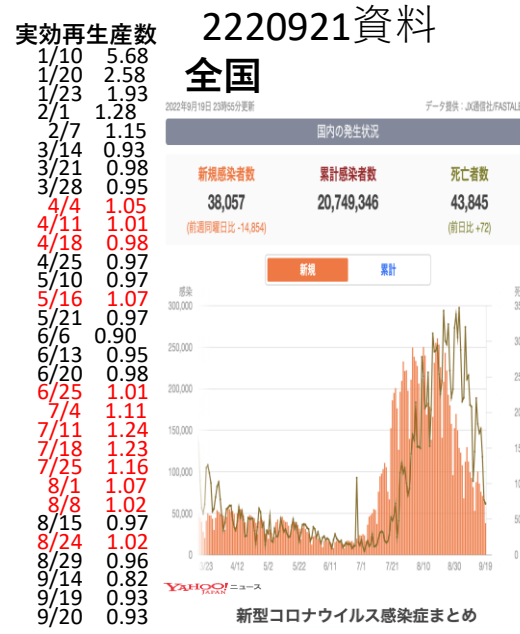 2220921資料
実効再生産数
1/10 5.68
1/20 2.58
1/23 1.93
2/1 1.28
2/7 1.15
3/14 0.93
3/21 0.98
3/28 0.95
4/4 1.05
4/11 1.01
4/18 0.98
4/25 0.97
5/10 0.97
5/16 1.07
5/21 0.97
6/6 0.90
6/13 0.95
6/20 0.98
6/25 1.01
7/4 1.11
7/11 1.24
7/18 1.23
7/25 1.16
8/1 1.07
8/8 1.02
8/15 0.97
8/24 1.02
8/29 0.96
9/14 0.82
9/19 0.93
9/20 0.93
全国
2022年9月19日 23時55分更新
データ提供：JX通信社/FASTALE
国内の発生状況
新規感染者数 累計感染者数 死亡者数
38,057 20,749,346 43,845
(前週同曜日比 -14,854) (前日比 +72)
新規 累計
感染
300,000
250,000
200,000
150,000
100,000
50,000
0
3/23 4/12 5/2 5/22 6/11 7/1 7/21 8/10 8/30 9/19
YAHOO! ニュース
JAPAN
新型コロナウイルス感染症まとめ